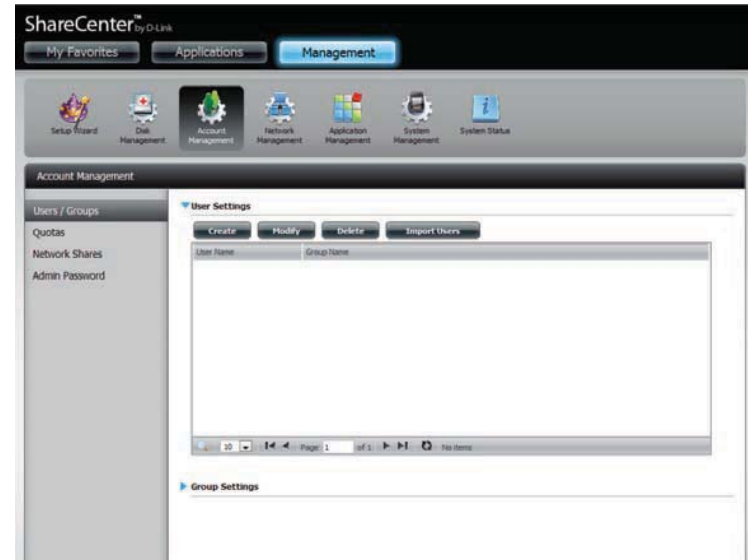 ShareCenter™ by D-Link
My Favorites Applications Management
Setup Wizard Disk Management Account Management Network Management Application Management System Management System Status
Account Management
Users / Groups
Quotas
Network Shares
Admin Password
User Settings
Create Modify Delete Import Users
User Name Group Name
10 Page 1 of 1 No items
Group Settings